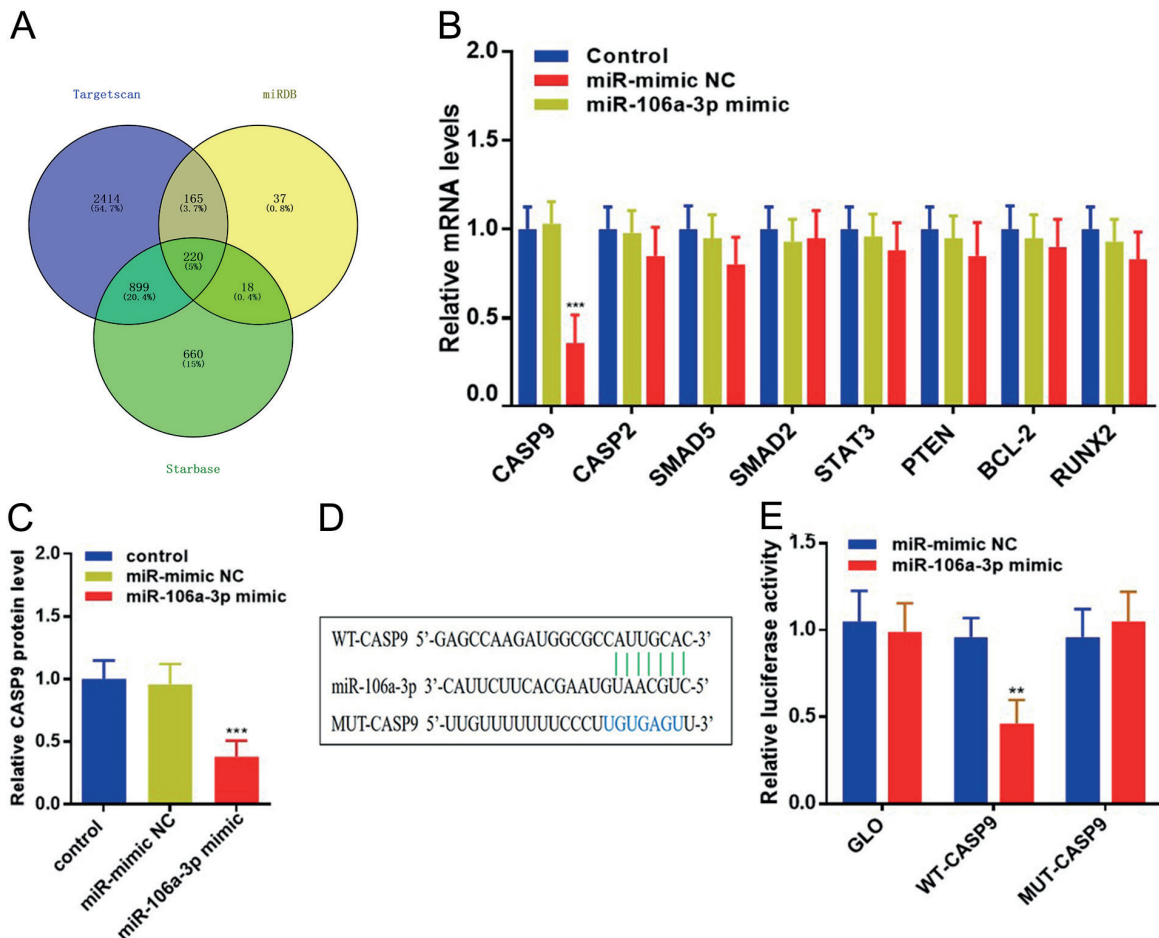 A
Targetscan
miRDB
2414
(54.7%)
165
(3.7%)
37
(0.8%)
220
(5%)
899
(20.4%)
18
(0.4%)
660
(15%)
Starbase
B
Control
miR-mimic NC
miR-106a-3p mimic
Relative mRNA levels
2.0
1.5
1.0
0.5
0.0
***
CASP9
CASP2
SMAD5
SMAD2
STAT3
PTEN
BCL-2
RUNX2
C
control
miR-mimic NC
miR-106a-3p mimic
Relative CASP9 protein level
2.0
1.5
1.0
0.5
0.0
***
control
miR-mimic NC
miR-106a-3p mimic
D
WT-CASP9 5’-GAGCCAAGAUGGCGCCAUUGCAC-3’
miR-106a-3p 3’-CAUUCUUCACGAAUGUAACGUC-5’
MUT-CASP9 5’-UUGUUUUUUUCCCUUGUGAGUU-3’
E
miR-mimic NC
miR-106a-3p mimic
Relative luciferase activity
1.5
1.0
0.5
0.0
**
GLO
WT-CASP9
MUT-CASP9